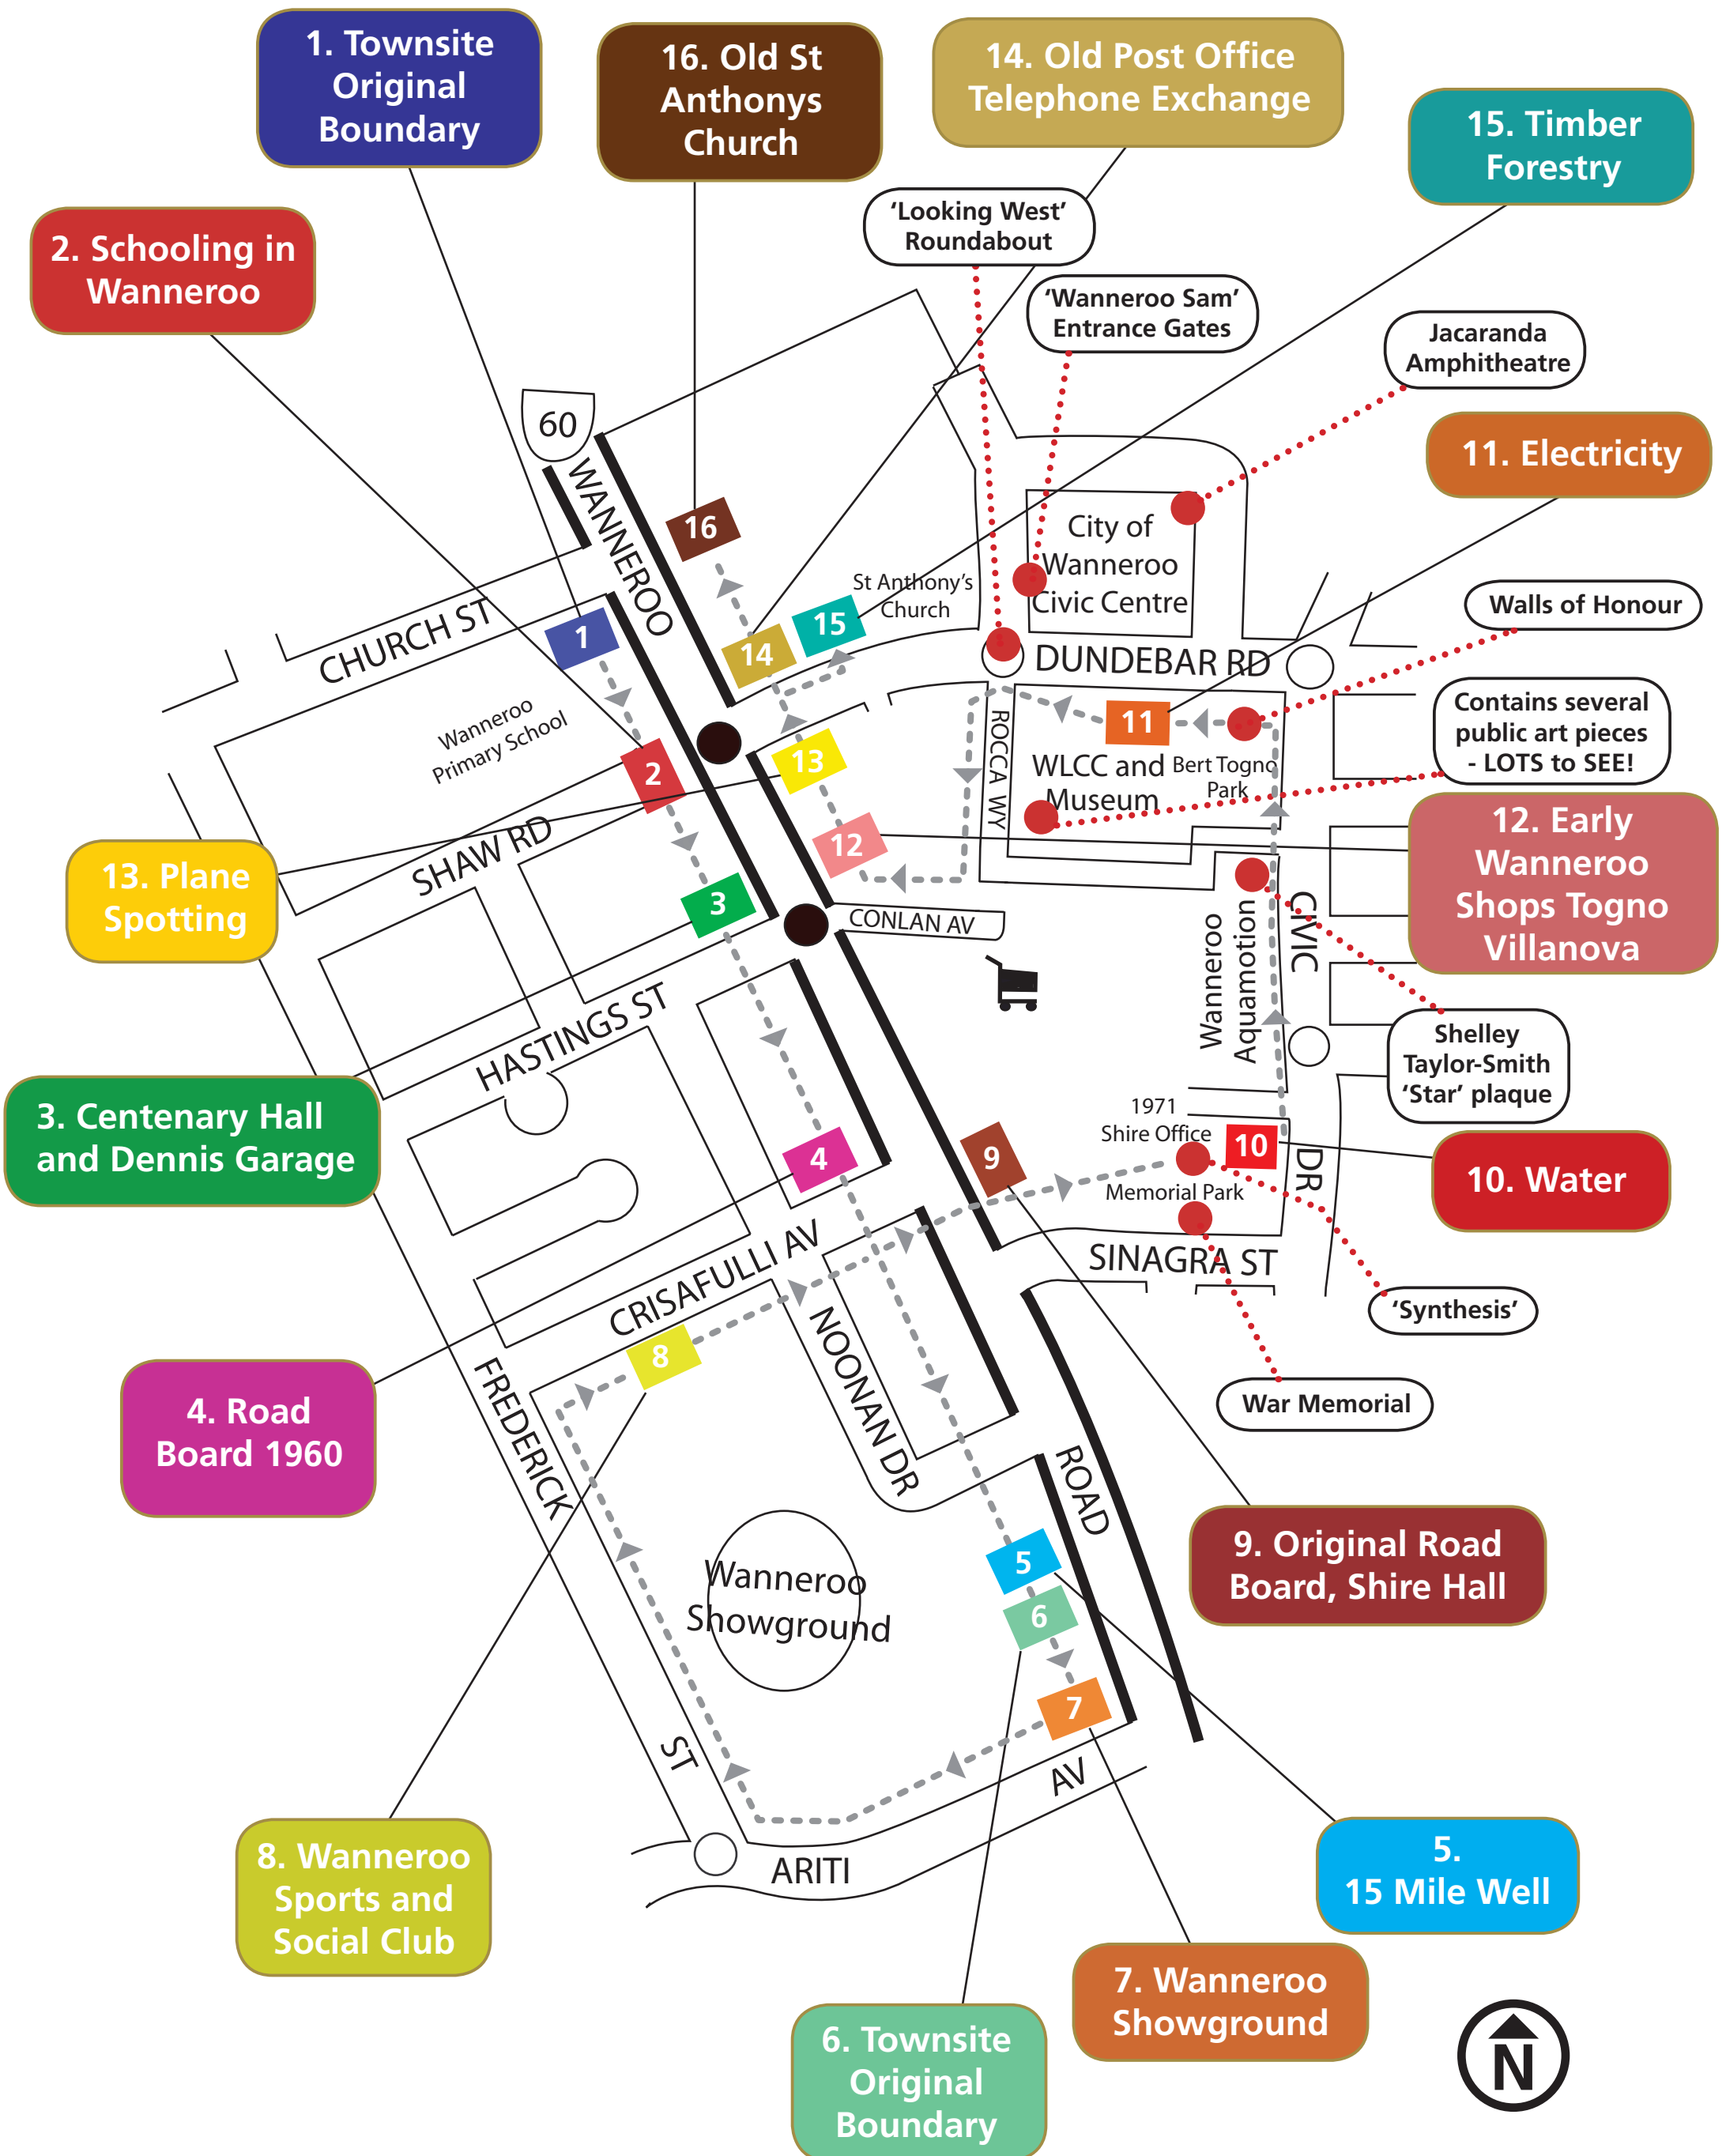 1. Townsite
Original
Boundary
16. Old St
Anthonys
Church
14. Old Post Office
Telephone Exchange
15. Timber
Forestry
2. Schooling in
Wanneroo
‘Looking West’
Roundabout
‘Wanneroo Sam’
Entrance Gates
Jacaranda
Amphitheatre
11. Electricity
60
WANNEROO
16
City of
Wanneroo
Civic Centre
St Anthony’s
Church
CHURCH ST
1
15
14
Walls of Honour
DUNDEBAR RD
Wanneroo
Primary School
Contains several
public art pieces
- LOTS to SEE!
11
ROCCA WY
2
13
WLCC and
Museum
Bert Togno
Park
12
12. Early
Wanneroo
Shops Togno
Villanova
13. Plane
Spotting
SHAW RD
3
CONLAN AV
CIVIC
Wanneroo
Aquamotion
HASTINGS ST
Shelley
Taylor-Smith
‘Star’ plaque
3. Centenary Hall
and Dennis Garage
1971
Shire Office
10
4
9
DR
10. Water
Memorial Park
SINAGRA ST
CRISAFULLI AV
‘Synthesis’
8
NOONAN DR
FREDERICK
War Memorial
4. Road
Board 1960
ROAD
9. Original Road
Board, Shire Hall
Wanneroo
Showground
5
6
7
ST
AV
ARITI
8. Wanneroo
Sports and
Social Club
5.
15 Mile Well
7. Wanneroo
Showground
6. Townsite
Original
Boundary
N